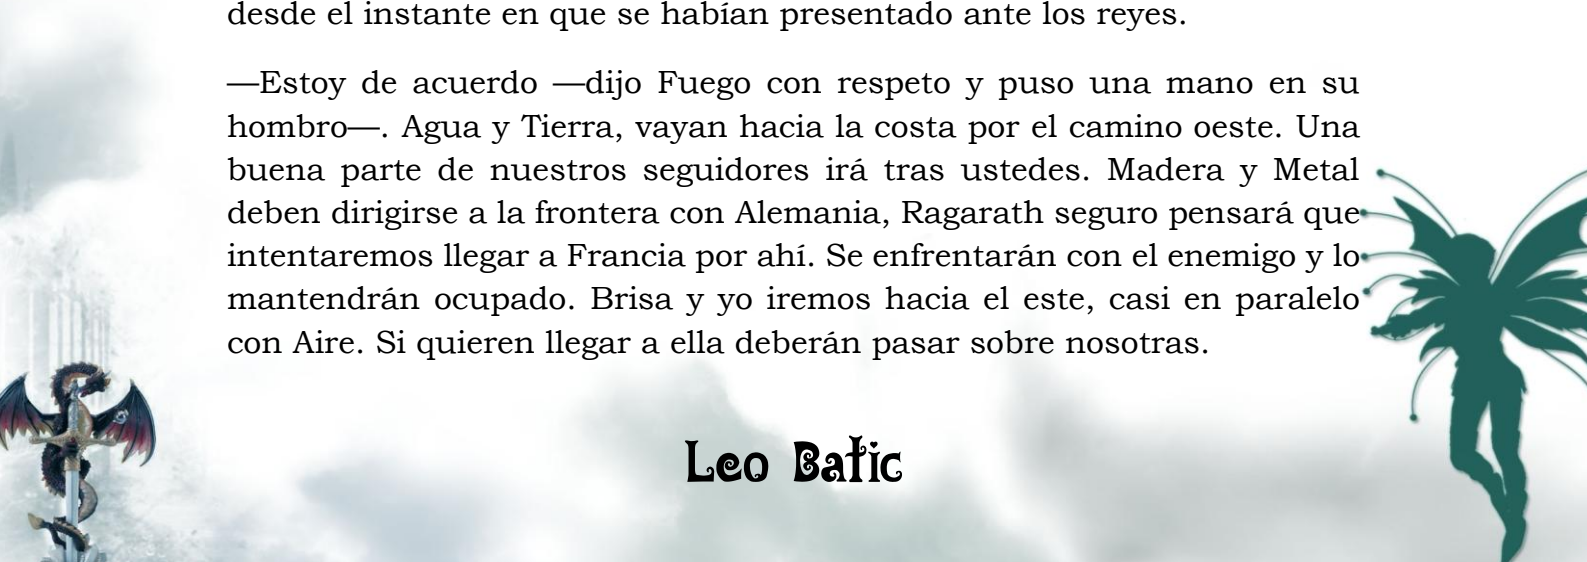 desde el instante en que se habían presentado ante los reyes.
—Estoy de acuerdo —dijo Fuego con respeto y puso una mano en su
hombro—. Agua y Tierra, vayan hacia la costa por el camino oeste. Una
buena parte de nuestros seguidores irá tras ustedes. Madera y Metal
deben dirigirse a la frontera con Alemania, Ragarath seguro pensará que
intentaremos llegar a Francia por ahí. Se enfrentarán con el enemigo y lo
mantendrán ocupado. Brisa y yo iremos hacia el este, casi en paralelo
con Aire. Si quieren llegar a ella deberán pasar sobre nosotras.
Leo Batic